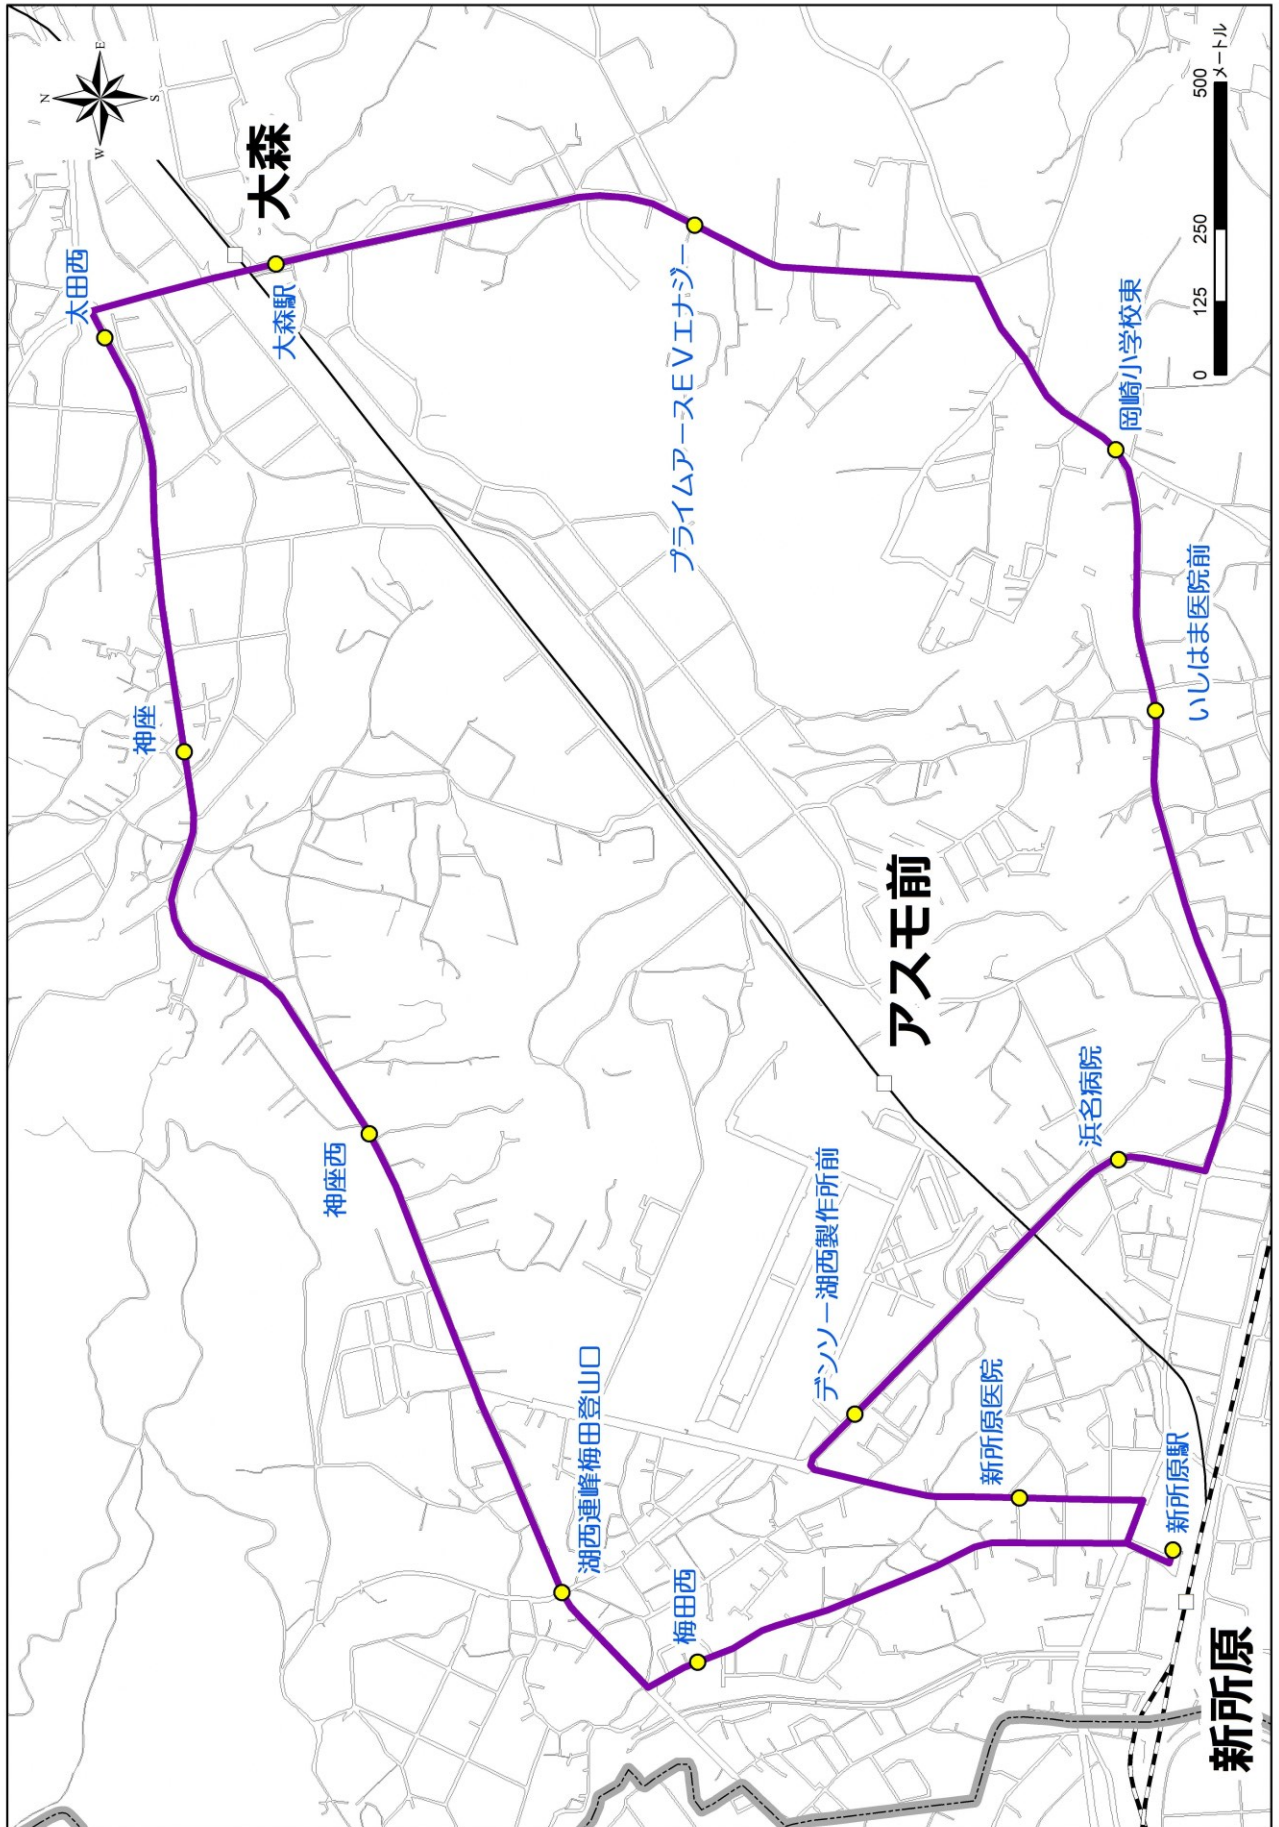 N
E
S
W
大森
太田西
大森駅
神座
プライムアースEVエナジー
500
メートル
250
125
0
岡崎小学校東
いしはま医院前
アスモ前
神座西
浜名病院
デンソー湖西製作所前
湖西連峰梅田登山口
新所原医院
新所原駅
梅田西
新所原